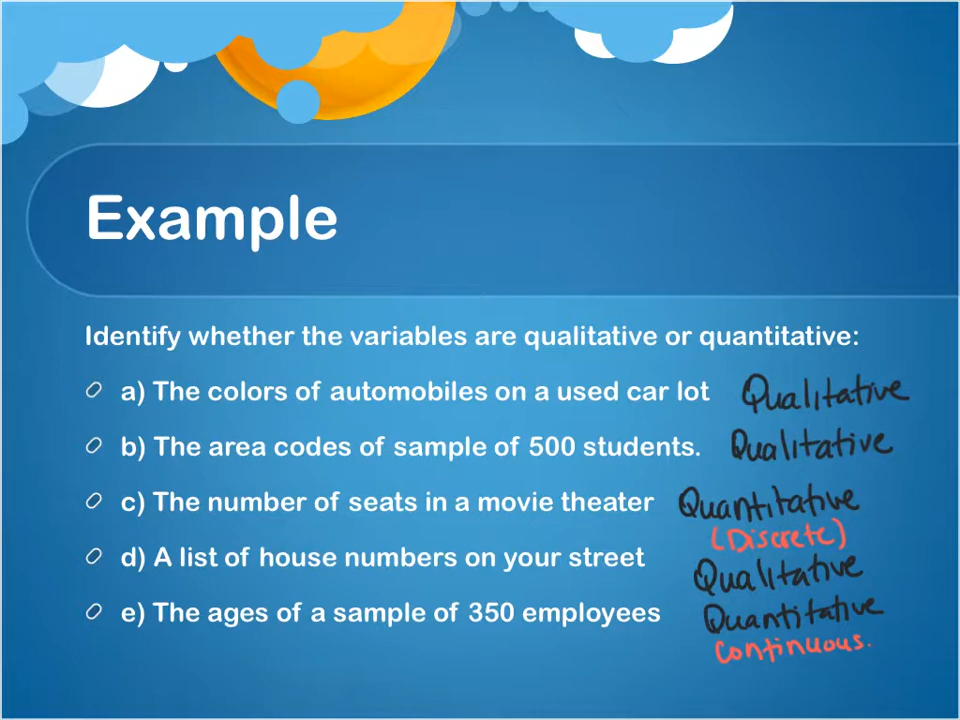 Example
Identify whether the variables are qualitative or quantitative:
a) The colors of automobiles on a used car lot Qualitative
b) The area codes of sample of 500 students. Qualitative
c) The number of seats in a movie theater Quantitative
(Discrete)
d) A list of house numbers on your street Qualitative
e) The ages of a sample of 350 employees Quantitative
Continuous.